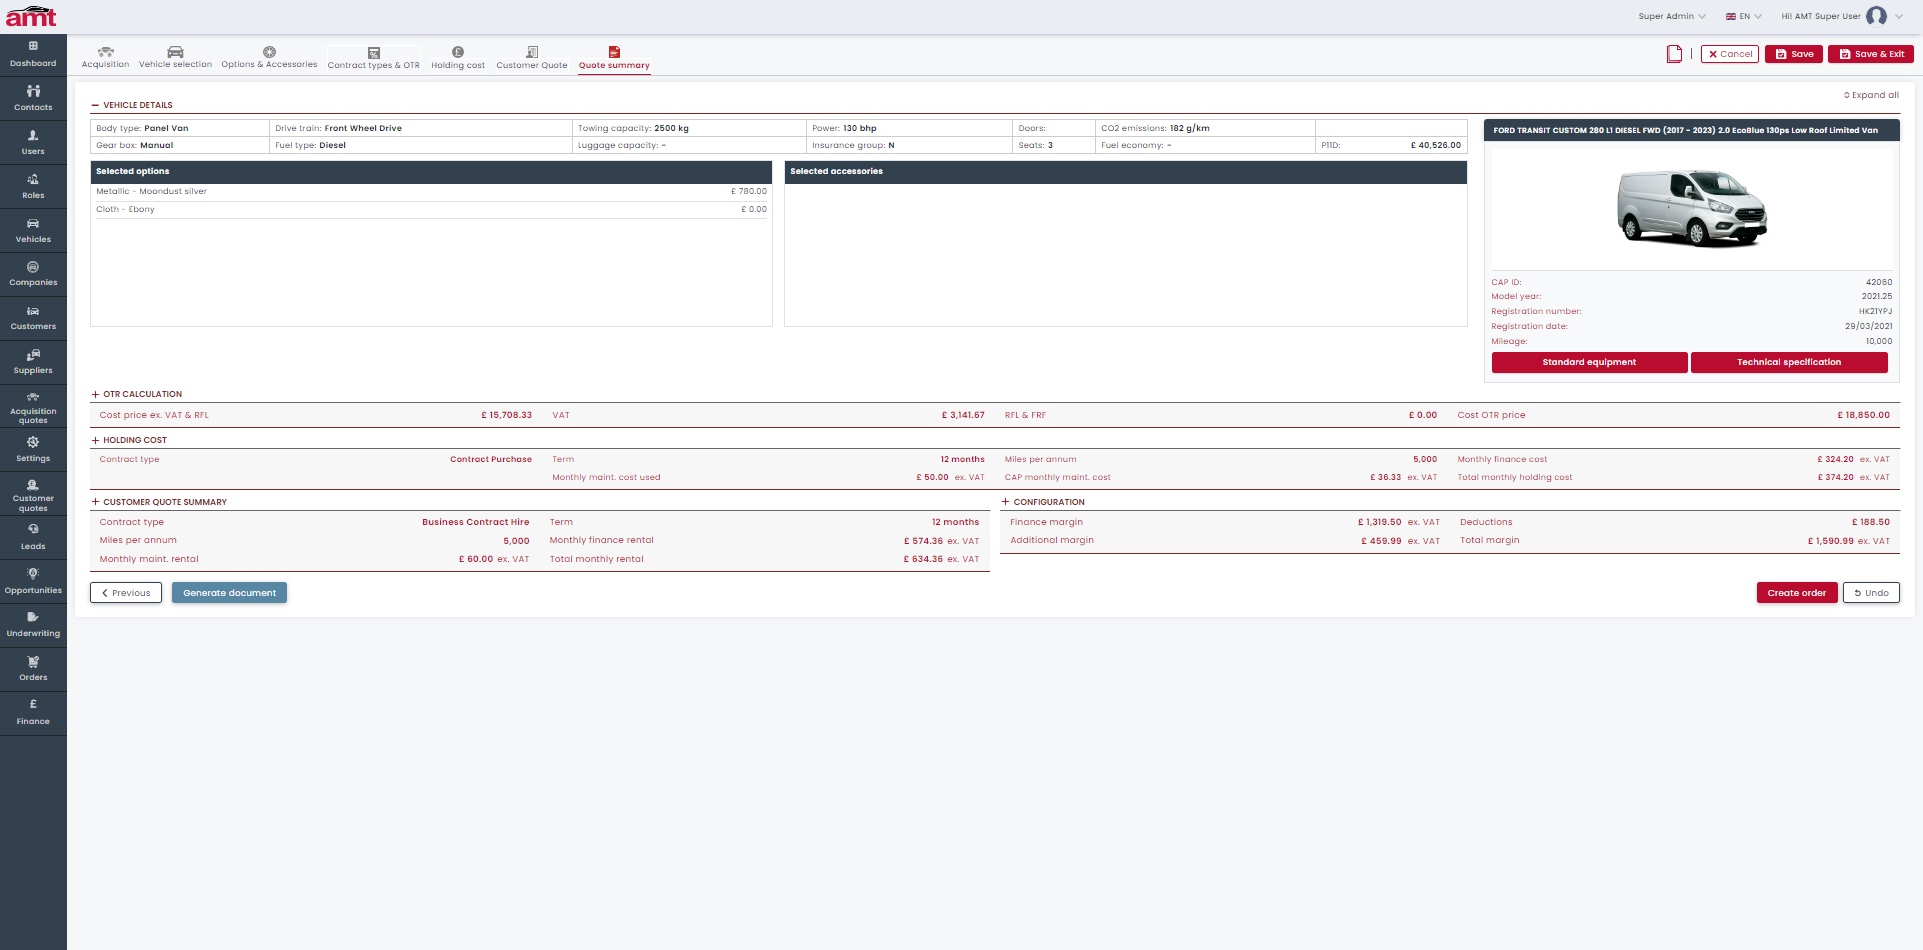 amt
Super Admin
EN
Hi! AMT Super User
Dashboard
Contacts
Users
Roles
Vehicles
Companies
Customers
Suppliers
Acquisition
quotes
Settings
Customer
quotes
Leads
Opportunities
Underwriting
Orders
Finance
Acquisition
Vehicle selection
Options & Accessories
Contract types & OTR
Holding cost
Customer Quote
Quote summary
Cancel
Save
Save & Exit
Expand all
VEHICLE DETAILS
Body type: Panel Van
Drive train: Front Wheel Drive
Towing capacity: 2500 kg
Power: 130 bhp
Doors:
CO2 emissions: 182 g/km
Gear box: Manual
Fuel type: Diesel
Luggage capacity: -
Insurance group: N
Seats: 3
Fuel economy: -
P11D: £ 40,526.00
Selected options
Metallic - Moondust silver £ 780.00
Cloth - Ebony £ 0.00
Selected accessories
FORD TRANSIT CUSTOM 280 L1 DIESEL FWD (2017 - 2023) 2.0 EcoBlue 130ps Low Roof Limited Van
CAP ID: 42060
Model year: 2021.25
Registration number: HK21YPJ
Registration date: 29/03/2021
Mileage: 10,000
Standard equipment
Technical specification
OTR CALCULATION
Cost price ex. VAT & RFL £ 15,708.33
VAT £ 3,141.67
RFL & FRF £ 0.00
Cost OTR price £ 18,850.00
HOLDING COST
Contract type Contract Purchase
Term 12 months
Miles per annum 5,000
Monthly finance cost £ 324.20 ex. VAT
Monthly maint. cost used £ 50.00 ex. VAT
CAP monthly maint. cost £ 36.33 ex. VAT
Total monthly holding cost £ 374.20 ex. VAT
CUSTOMER QUOTE SUMMARY
Contract type Business Contract Hire
Term 12 months
Miles per annum 5,000
Monthly finance rental £ 574.36 ex. VAT
Monthly maint. rental £ 60.00 ex. VAT
Total monthly rental £ 634.36 ex. VAT
CONFIGURATION
Finance margin £ 1,319.50 ex. VAT
Deductions £ 188.50
Additional margin £ 459.99 ex. VAT
Total margin £ 1,590.99 ex. VAT
Previous
Generate document
Create order
Undo